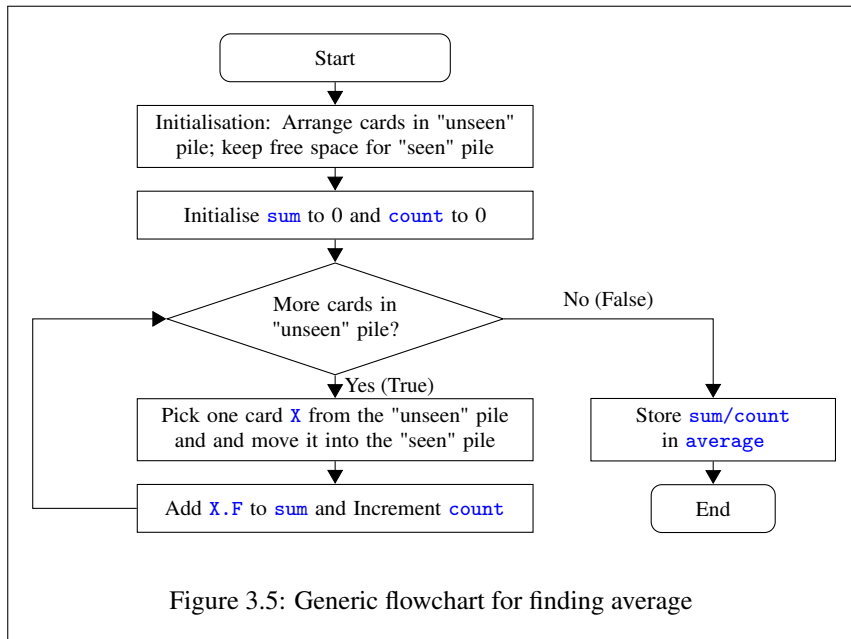 Start
Initialisation: Arrange cards in "unseen"
pile; keep free space for "seen" pile
Initialise sum to 0 and count to 0
More cards in
"unseen" pile?
No (False)
Yes (True)
Pick one card X from the "unseen" pile
and and move it into the "seen" pile
Store sum/count
in average
Add X.F to sum and Increment count
End
Figure 3.5: Generic flowchart for finding average